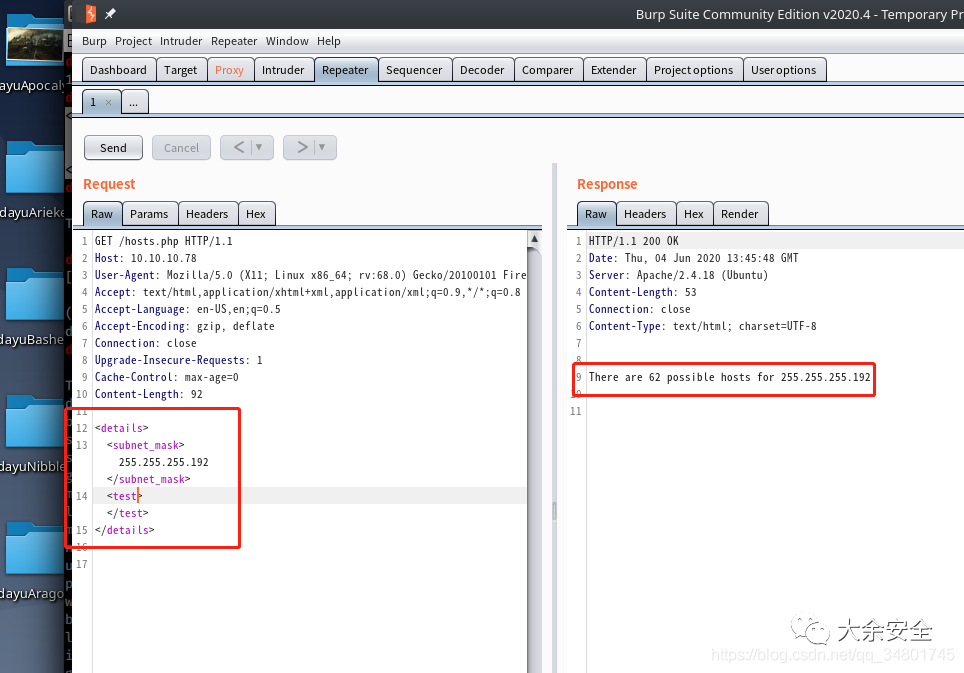 Burp Suite Community Edition v2020.4 - Temporary Pr
Burp Project Intruder Repeater Window Help
Dashboard Target Proxy Intruder Repeater Sequencer Decoder Comparer Extender Project options User options
1 × ...
Send Cancel < ▼ > ▼
Request
Raw Params Headers Hex
1 GET /hosts.php HTTP/1.1
2 Host: 10.10.10.78
3 User-Agent: Mozilla/5.0 (X11; Linux x86_64; rv:68.0) Gecko/20100101 Fire
4 Accept: text/html,application/xhtml+xml,application/xml;q=0.9,*/*;q=0.8
5 Accept-Language: en-US,en;q=0.5
6 Accept-Encoding: gzip, deflate
7 Connection: close
8 Upgrade-Insecure-Requests: 1
9 Cache-Control: max-age=0
10 Content-Length: 92
11
12 <details>
13 <subnet_mask>
255.255.255.192
</subnet_mask>
14 <test>
</test>
15 </details>
16
17
Response
Raw Headers Hex Render
1 HTTP/1.1 200 OK
2 Date: Thu, 04 Jun 2020 13:45:48 GMT
3 Server: Apache/2.4.18 (Ubuntu)
4 Content-Length: 53
5 Connection: close
6 Content-Type: text/html; charset=UTF-8
7
8
9 There are 62 possible hosts for 255.255.255.192
10
11
dayuApocaly
dayuArieke
dayuBashe
dayuNibble
dayuArago
大余安全
https://blog.csdn.net/qq_34801745